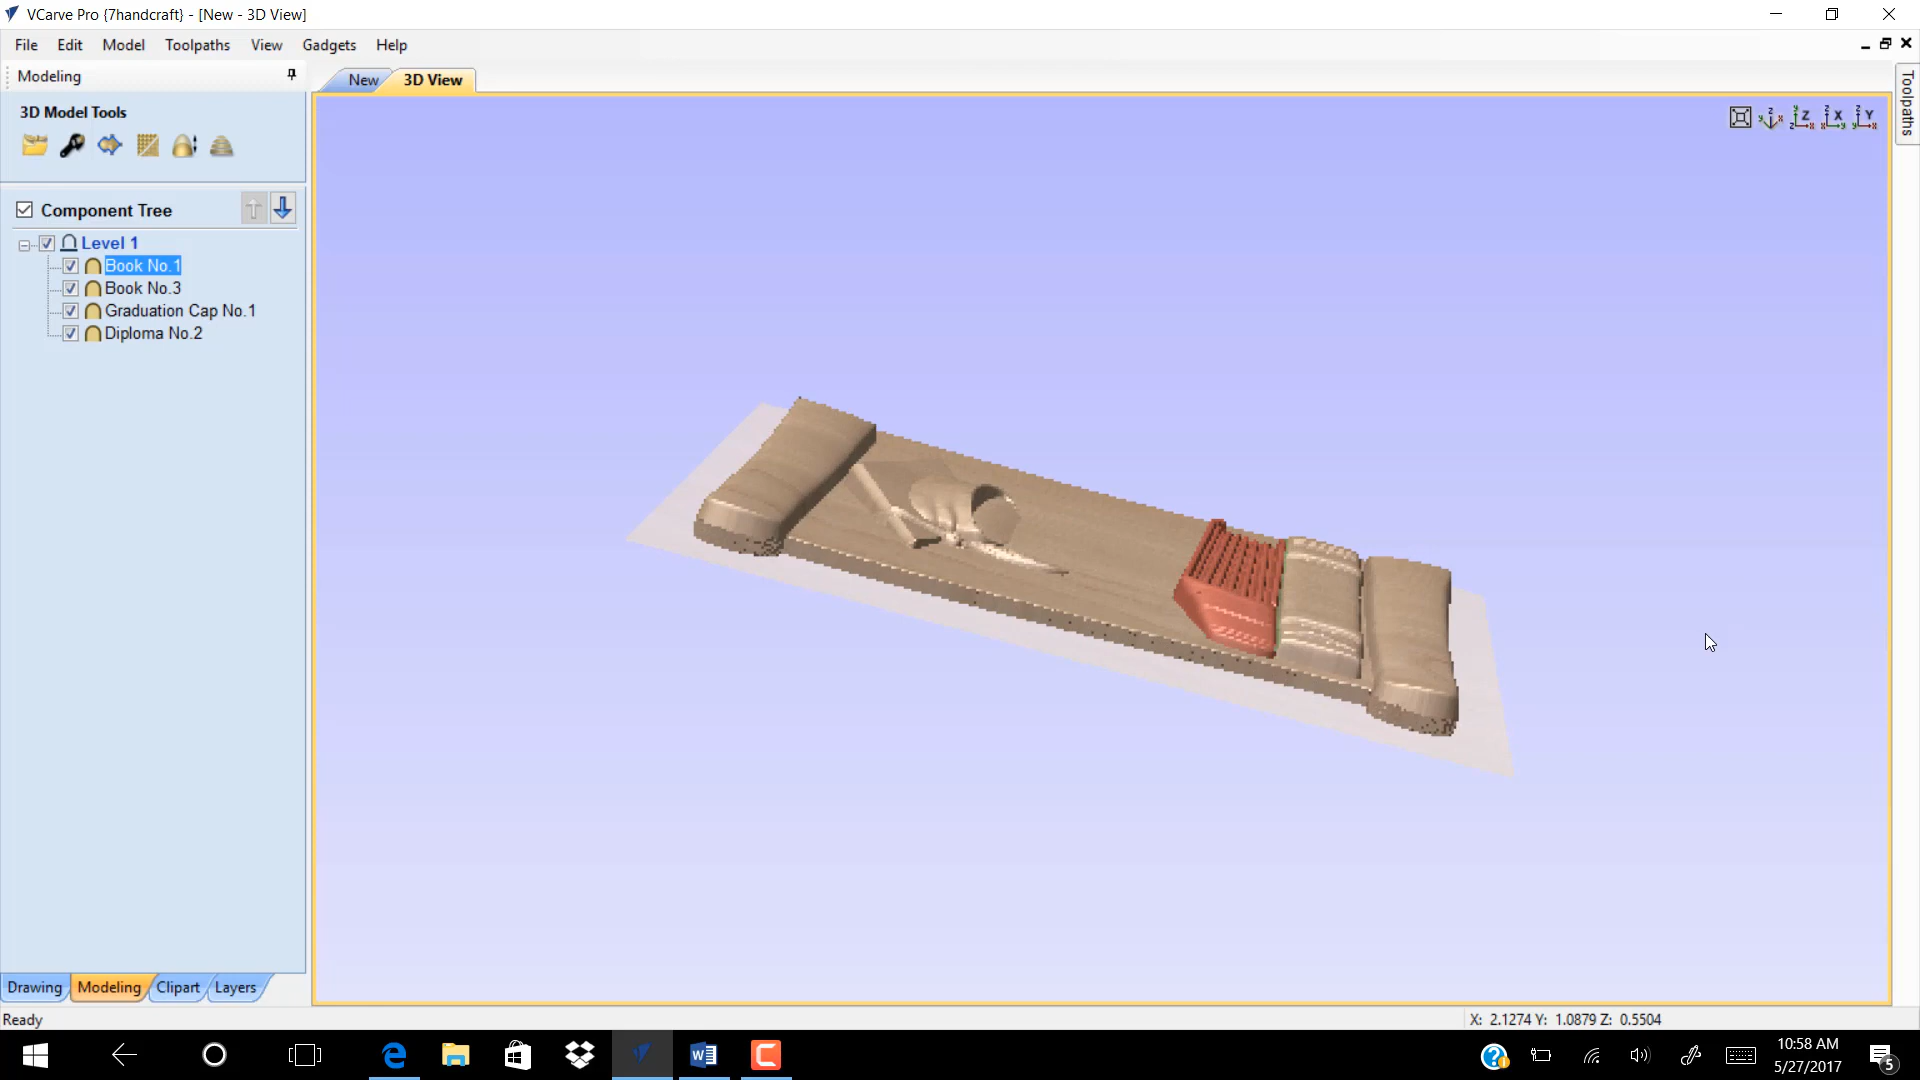 VCarve Pro {7handcraft} - [New - 3D View]
File Edit Model Toolpaths View Gadgets Help
Modeling
New 3D View
Toolpaths
3D Model Tools
Component Tree
Level 1
Book No.1
Book No.3
Graduation Cap No.1
Diploma No.2
Drawing Modeling Clipart Layers
Ready
X: 2.1274 Y: 1.0879 Z: 0.5504
10:58 AM
5/27/2017
5